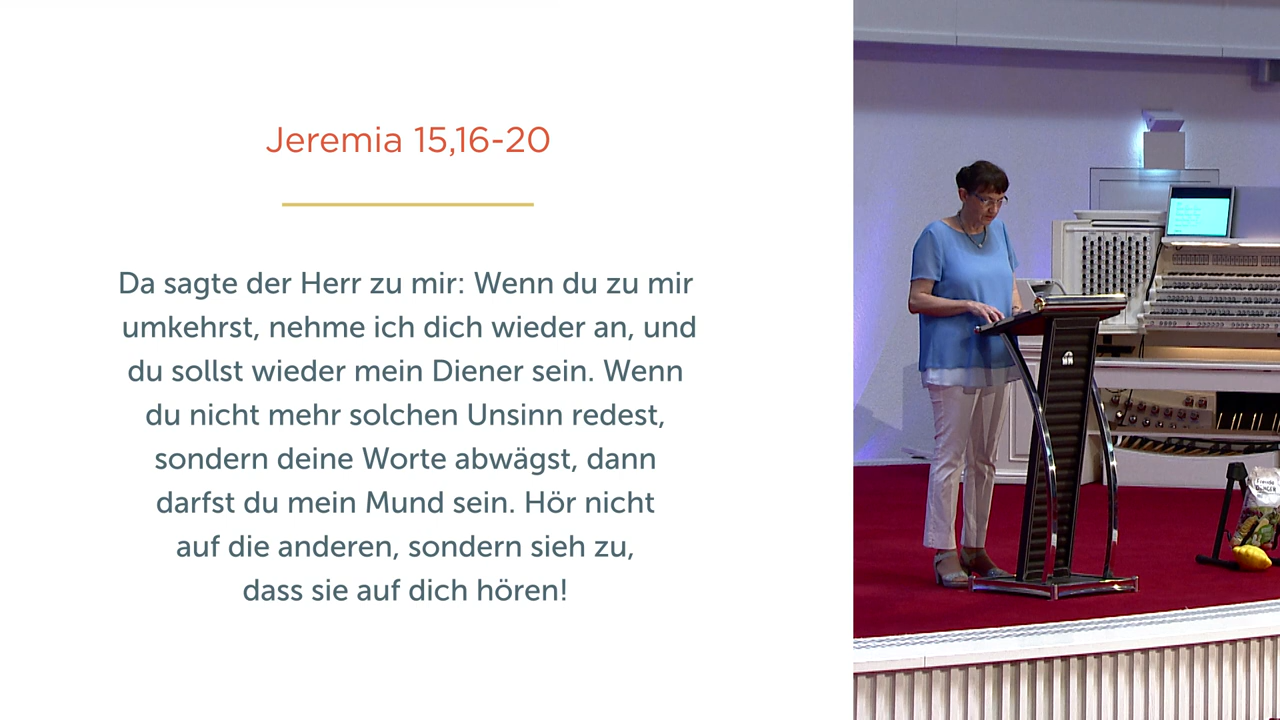 Jeremia 15,16-20
Da sagte der Herr zu mir: Wenn du zu mir
umkehrst, nehme ich dich wieder an, und
du sollst wieder mein Diener sein. Wenn
du nicht mehr solchen Unsinn redest,
sondern deine Worte abwägst, dann
darfst du mein Mund sein. Hör nicht
auf die anderen, sondern sieh zu,
dass sie auf dich hören!